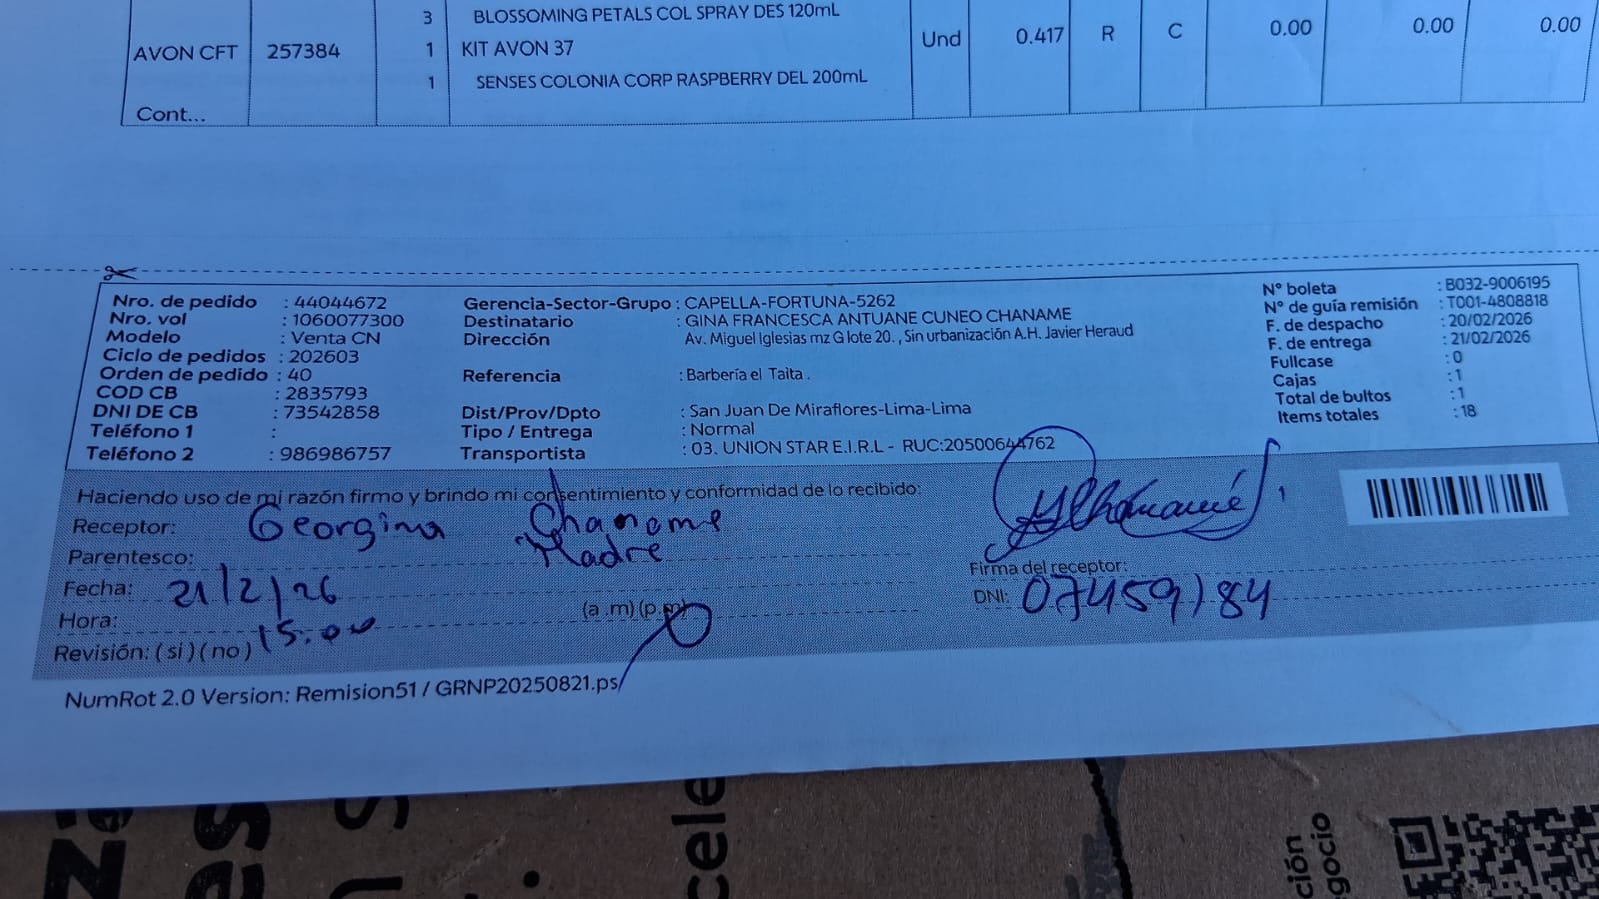 3 BLOSSOMING PETALS COL SPRAY DES 120mL
AVON CFT 257384 1 KIT AVON 37 Und 0.417 R C 0.00 0.00 0.00
1 SENSES COLONIA CORP RASPBERRY DEL 200mL
Cont...
Nro. de pedido : 44044672
Nro. vol : 1060077300
Modelo : Venta CN
Ciclo de pedidos : 202603
Orden de pedido : 40
COD CB : 2835793
DNI DE CB : 73542858
Teléfono 1 :
Teléfono 2 : 986986757
Gerencia-Sector-Grupo : CAPELLA-FORTUNA-5262
Destinatario : GINA FRANCESCA ANTUANE CUNEO CHANAME
Dirección Av. Miguel Iglesias mz G lote 20. , Sin urbanización A.H. Javier Heraud
Referencia : Barbería el Taita .
Dist/Prov/Dpto : San Juan De Miraflores-Lima-Lima
Tipo / Entrega : Normal
Transportista : 03. UNION STAR E.I.R.L - RUC:20500644762
N° boleta : B032-9006195
N° de guía remisión : T001-4808818
F. de despacho : 20/02/2026
F. de entrega : 21/02/2026
Fullcase : 0
Cajas : 1
Total de bultos : 1
Items totales : 18
Haciendo uso de mi razón firmo y brindo mi consentimiento y conformidad de lo recibido:
Receptor: Georgina Chaname
Parentesco: Madre
Fecha: 21/2/26
Hora: 15:00 (a .m) (p.m)
Revisión: ( si ) ( no )
Firma del receptor:
DNI: 07459184
NumRot 2.0 Version: Remision51 / GRNP20250821.ps
cele
ción
egocio